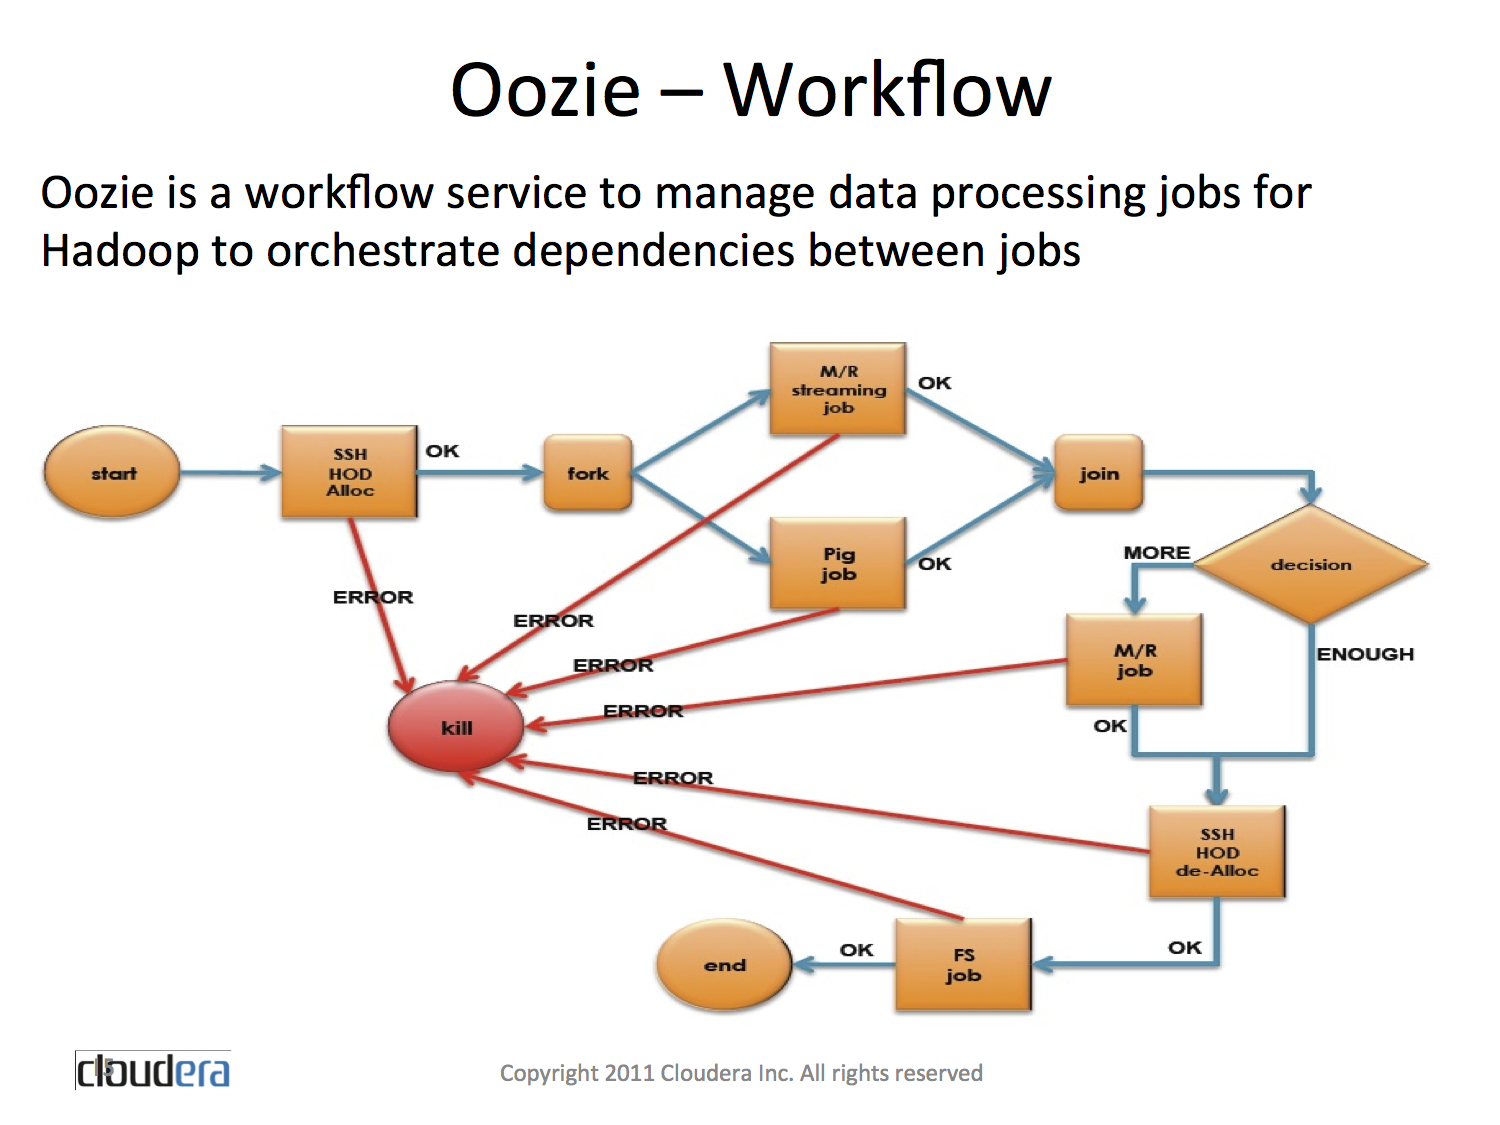 Oozie – Workflow
Oozie is a workflow service to manage data processing jobs for
Hadoop to orchestrate dependencies between jobs
start
SSH
HOD
Alloc
OK
fork
M/R
streaming
job
OK
Pig
job
OK
join
decision
MORE
ENOUGH
M/R
job
OK
ERROR
ERROR
ERROR
ERROR
ERROR
ERROR
kill
SSH
HOD
de-Alloc
OK
FS
job
OK
end
cloudera
15
Copyright 2011 Cloudera Inc. All rights reserved